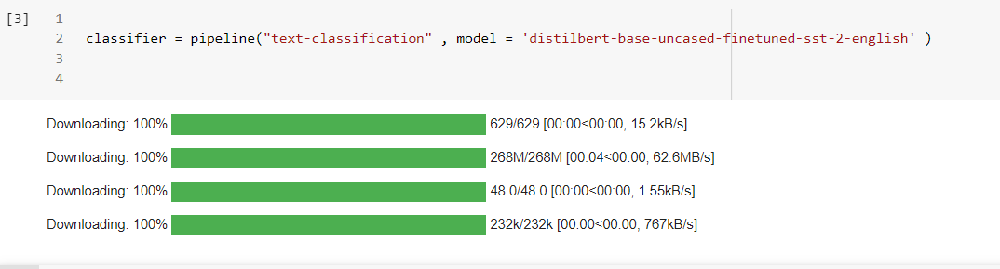 [3] 1
2 classifier = pipeline("text-classification" , model = 'distilbert-base-uncased-finetuned-sst-2-english' )
3
4
Downloading: 100% 629/629 [00:00<00:00, 15.2kB/s]
Downloading: 100% 268M/268M [00:04<00:00, 62.6MB/s]
Downloading: 100% 48.0/48.0 [00:00<00:00, 1.55kB/s]
Downloading: 100% 232k/232k [00:00<00:00, 767kB/s]